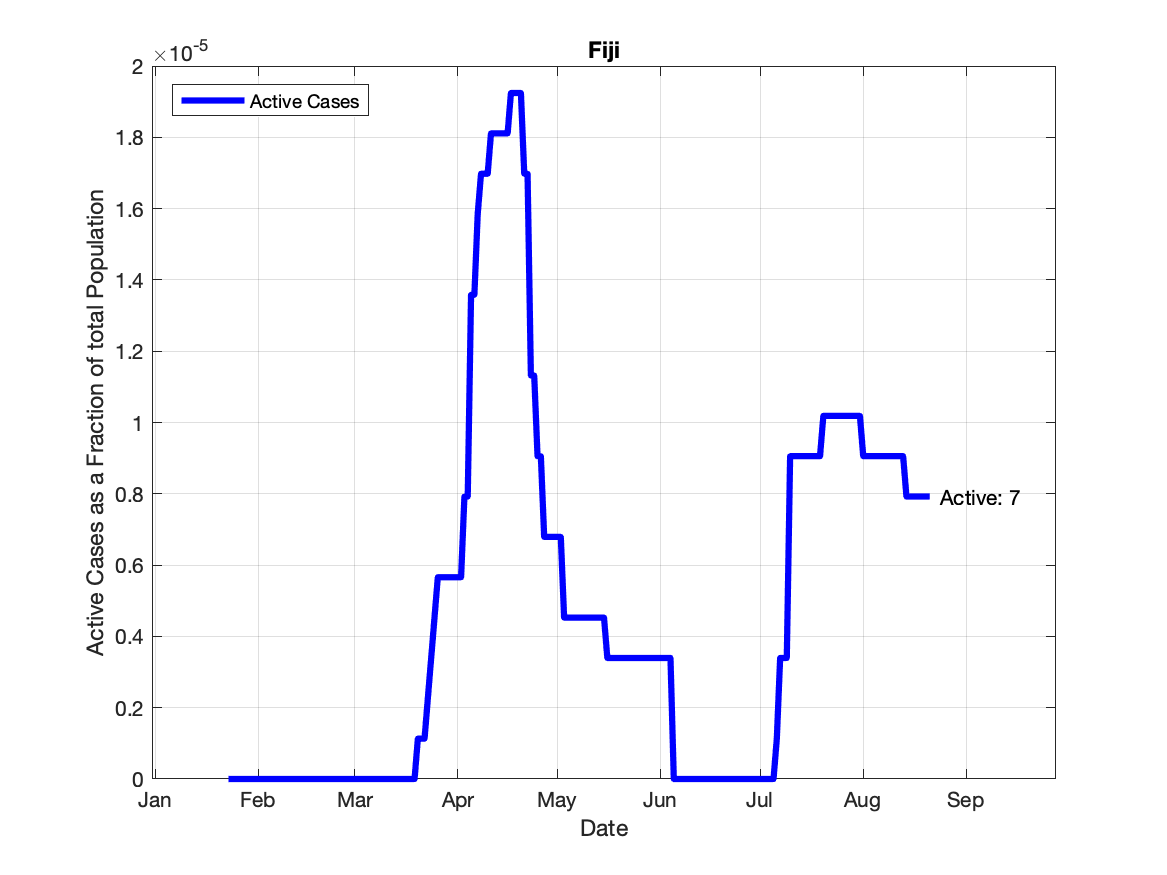 Fiji
×10⁻⁵
2
1.8
1.6
1.4
1.2
1
0.8
0.6
0.4
0.2
0
Active Cases as a Fraction of total Population
Active Cases
Active: 7
Jan Feb Mar Apr May Jun Jul Aug Sep
Date